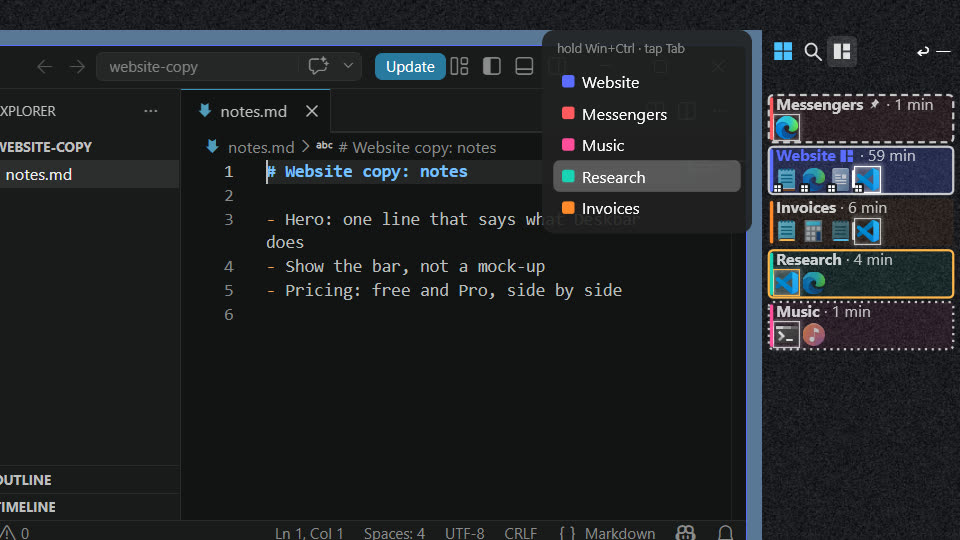 website-copy
Update
XPLORER
WEBSITE-COPY
notes.md
OUTLINE
TIMELINE
0
notes.md
notes.md > abc # Website copy: notes
1 # Website copy: notes
2
3 - Hero: one line that says what Deskbar
does
4 - Show the bar, not a mock-up
5 - Pricing: free and Pro, side by side
6
Ln 1, Col 1 Spaces: 4 UTF-8 CRLF { } Markdown
hold Win+Ctrl · tap Tab
Website
Messengers
Music
Research
Invoices
Messengers · 1 min
Website · 59 min
Invoices · 6 min
Research · 4 min
Music · 1 min